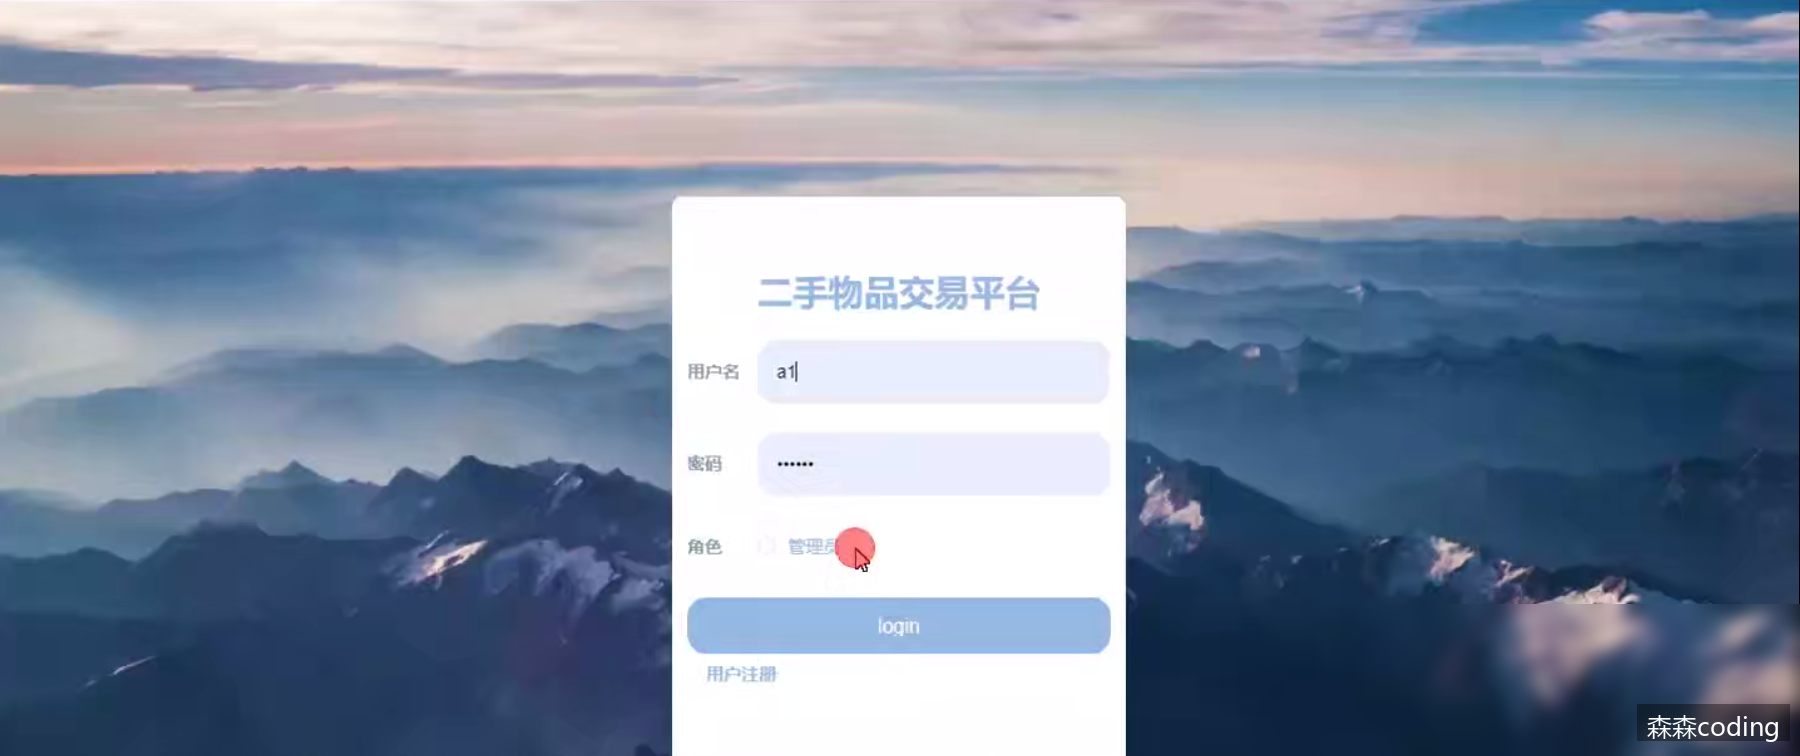 二手物品交易平台
用户名 a1
密码 ••••••
角色 管理员
login
用户注册
森森coding